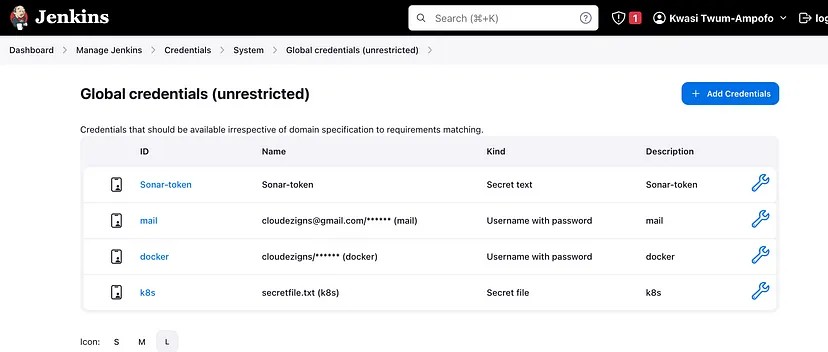 Jenkins
Search (⌘+K)
1
Kwasi Twum-Ampofo
log
Dashboard > Manage Jenkins > Credentials > System > Global credentials (unrestricted) >
Global credentials (unrestricted)
+ Add Credentials
Credentials that should be available irrespective of domain specification to requirements matching.
ID Name Kind Description
Sonar-token Sonar-token Secret text Sonar-token
mail cloudezigns@gmail.com/****** (mail) Username with password mail
docker cloudezigns/****** (docker) Username with password docker
k8s secretfile.txt (k8s) Secret file k8s
Icon: S M L